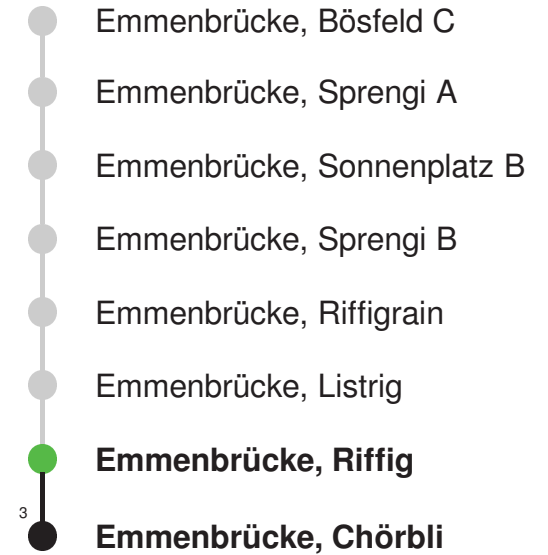 Emmenbrücke, Bösfeld C
Emmenbrücke, Sprengi A
Emmenbrücke, Sonnenplatz B
Emmenbrücke, Sprengi B
Emmenbrücke, Riffigrain
Emmenbrücke, Listrig
Emmenbrücke, Riffig
3
Emmenbrücke, Chörbli